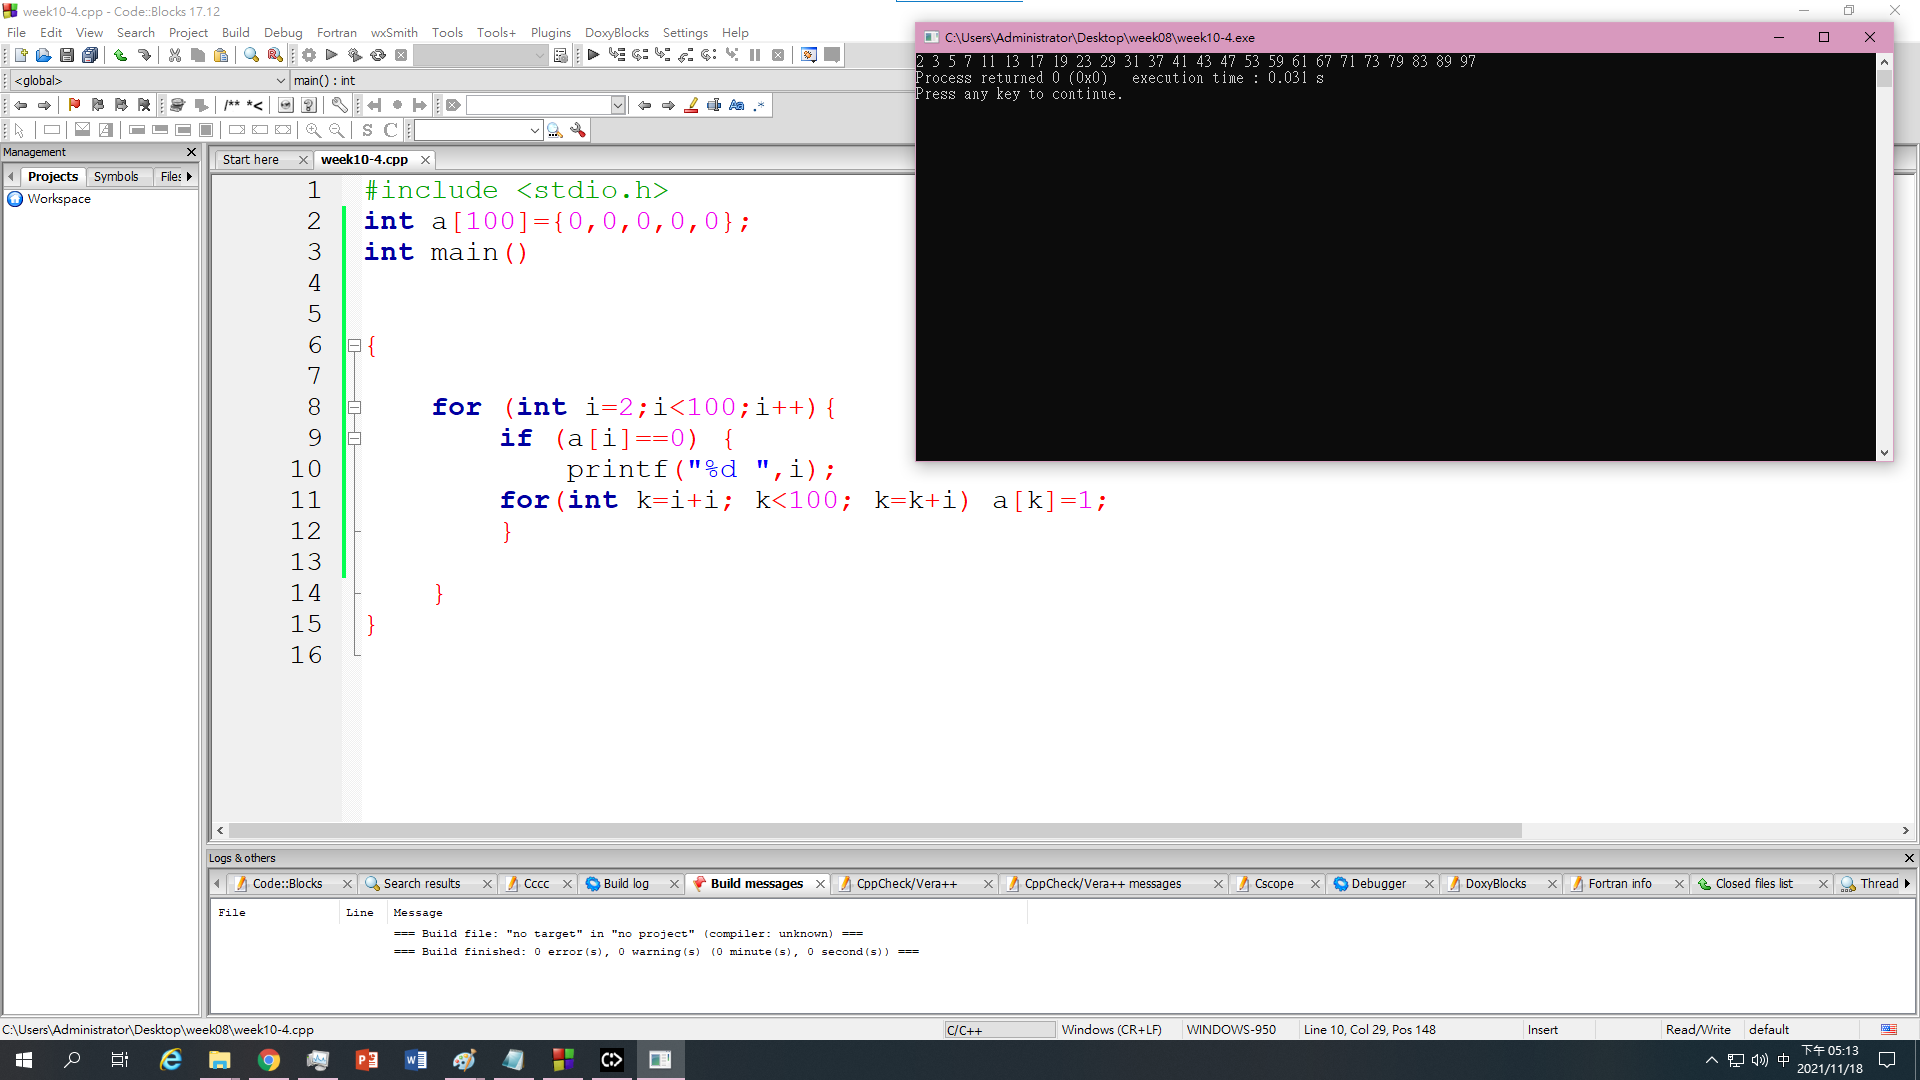 week10-4.cpp - Code::Blocks 17.12
File Edit View Search Project Build Debug Fortran wxSmith Tools Tools+ Plugins DoxyBlocks Settings Help
<global>
main() : int
/** *<
S C
Management
Projects Symbols Files
Workspace
Start here
week10-4.cpp
1 #include <stdio.h>
2 int a[100]={0,0,0,0,0};
3 int main()
4
5
6 {
7
8 for (int i=2;i<100;i++){
9 if (a[i]==0) {
10 printf("%d ",i);
11 for(int k=i+i; k<100; k=k+i) a[k]=1;
12 }
13
14 }
15 }
16
C:\Users\Administrator\Desktop\week08\week10-4.exe
2 3 5 7 11 13 17 19 23 29 31 37 41 43 47 53 59 61 67 71 73 79 83 89 97
Process returned 0 (0x0)   execution time : 0.031 s
Press any key to continue.
Logs & others
Code::Blocks Search results Cccc Build log Build messages CppCheck/Vera++ CppCheck/Vera++ messages Cscope Debugger DoxyBlocks Fortran info Closed files list Thread
File Line Message
=== Build file: "no target" in "no project" (compiler: unknown) ===
=== Build finished: 0 error(s), 0 warning(s) (0 minute(s), 0 second(s)) ===
C:\Users\Administrator\Desktop\week08\week10-4.cpp
C/C++
Windows (CR+LF)
WINDOWS-950
Line 10, Col 29, Pos 148
Insert
Read/Write
default
中
下午 05:13
2021/11/18